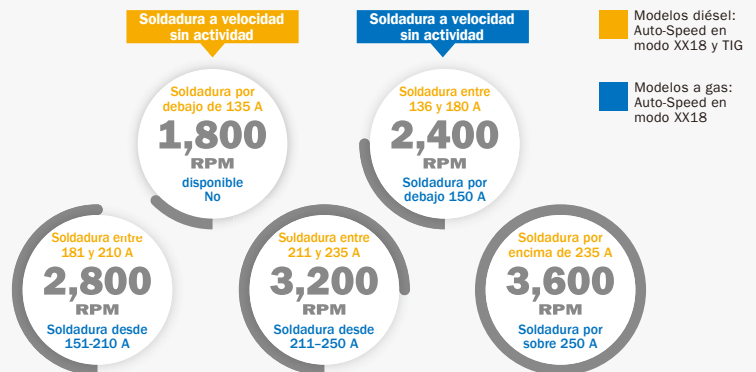 Soldadura a velocidad
sin actividad
Soldadura a velocidad
sin actividad
Modelos diésel:
Auto-Speed en
modo XX18 y TIG
Modelos a gas:
Auto-Speed en
modo XX18
Soldadura por
debajo de 135 A
1,800
RPM
disponible
No
Soldadura entre
136 y 180 A
2,400
RPM
Soldadura por
debajo 150 A
Soldadura entre
181 y 210 A
2,800
RPM
Soldadura desde
151-210 A
Soldadura entre
211 y 235 A
3,200
RPM
Soldadura desde
211–250 A
Soldadura por
encima de 235 A
3,600
RPM
Soldadura por
sobre 250 A